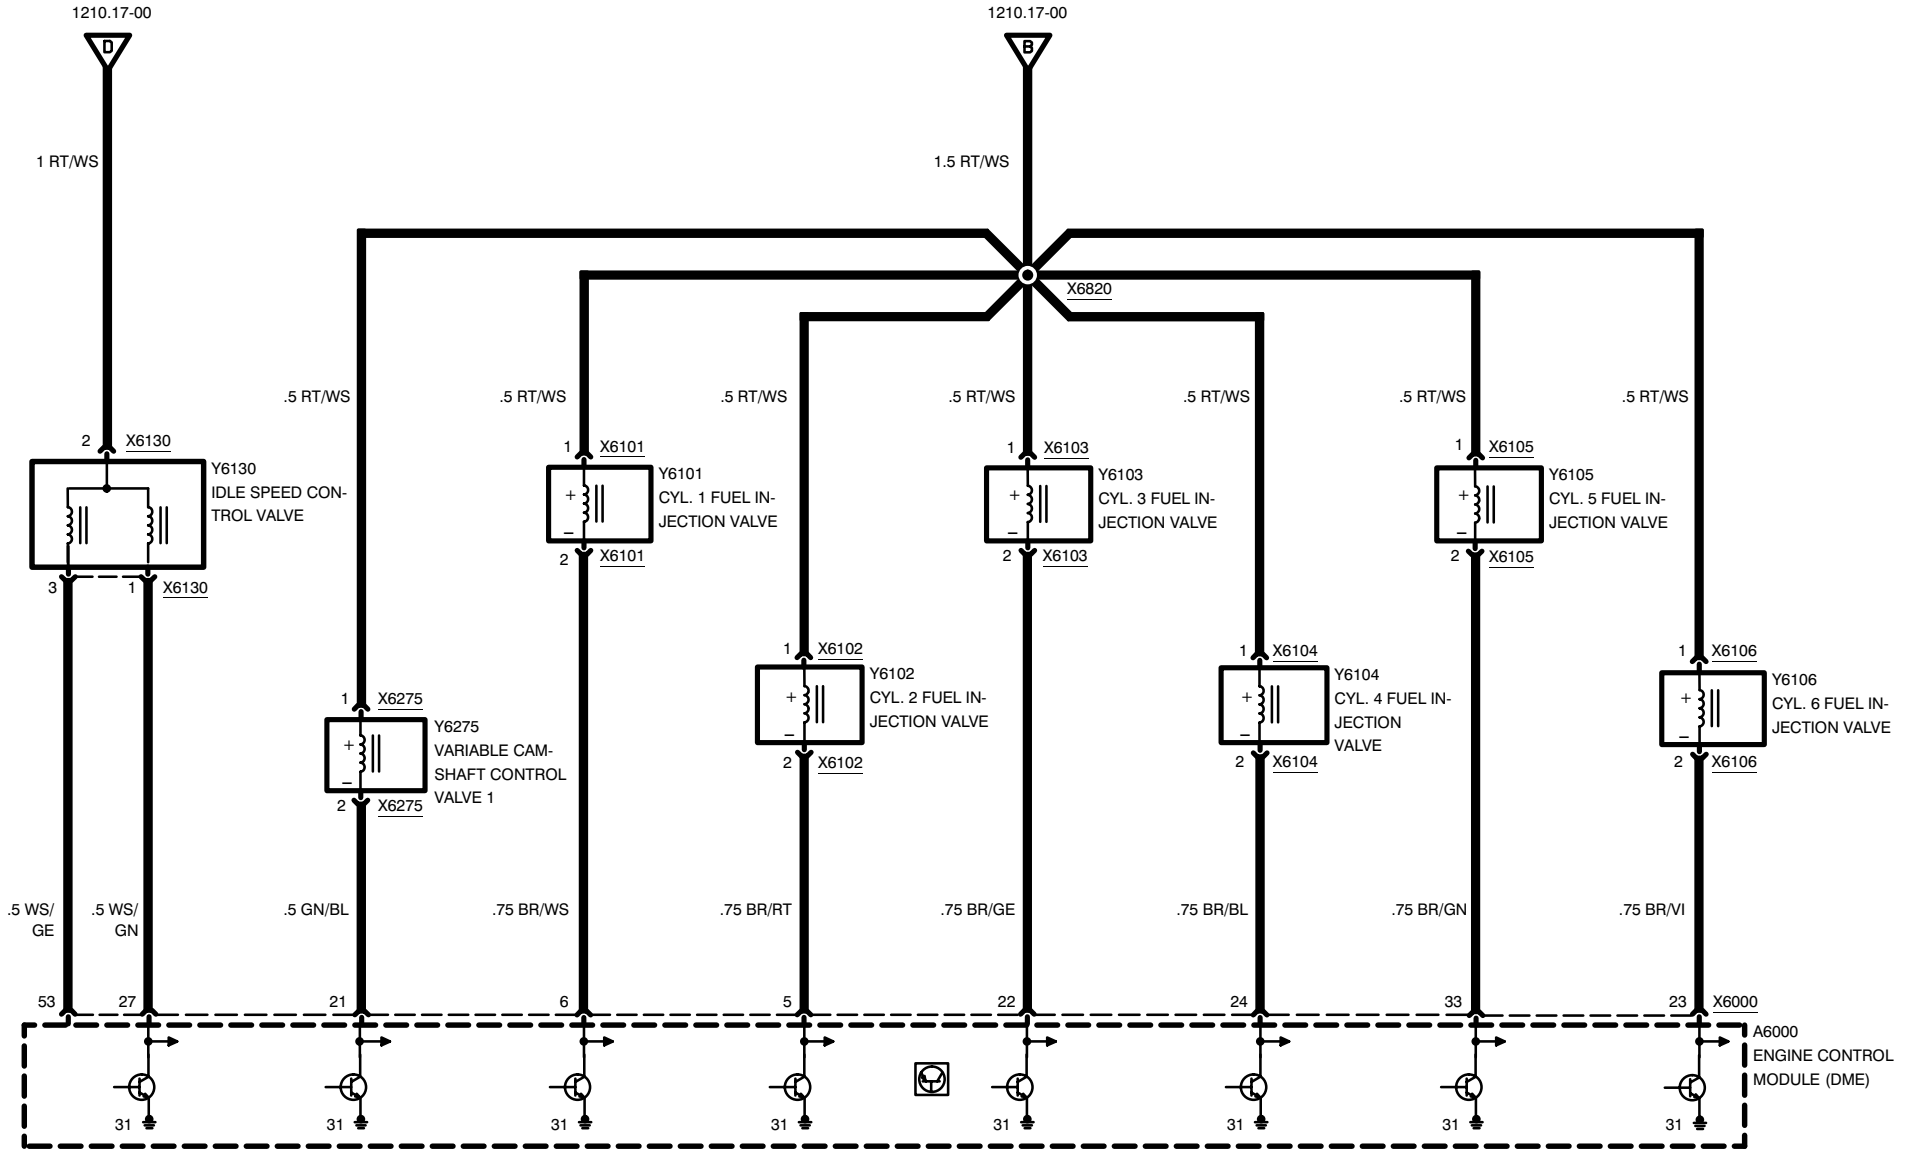 1210.17-00
1210.17-00
D
B
1 RT/WS
1.5 RT/WS
X6820
.5 RT/WS
.5 RT/WS
.5 RT/WS
.5 RT/WS
.5 RT/WS
.5 RT/WS
.5 RT/WS
2 X6130
Y6130
IDLE SPEED CON-
TROL VALVE
3 1 X6130
1 X6101
Y6101
CYL. 1 FUEL IN-
JECTION VALVE
+
–
2 X6101
1 X6103
Y6103
CYL. 3 FUEL IN-
JECTION VALVE
+
–
2 X6103
1 X6105
Y6105
CYL. 5 FUEL IN-
JECTION VALVE
+
–
2 X6105
1 X6275
Y6275
VARIABLE CAM-
SHAFT CONTROL
VALVE 1
+
–
2 X6275
1 X6102
Y6102
CYL. 2 FUEL IN-
JECTION VALVE
+
–
2 X6102
1 X6104
Y6104
CYL. 4 FUEL IN-
JECTION
VALVE
+
–
2 X6104
1 X6106
Y6106
CYL. 6 FUEL IN-
JECTION VALVE
+
–
2 X6106
.5 WS/
GE
.5 WS/
GN
.5 GN/BL
.75 BR/WS
.75 BR/RT
.75 BR/GE
.75 BR/BL
.75 BR/GN
.75 BR/VI
53 27 21 6 5 22 24 33 23 X6000
A6000
ENGINE CONTROL
MODULE (DME)
31 31 31 31 31 31 31 31